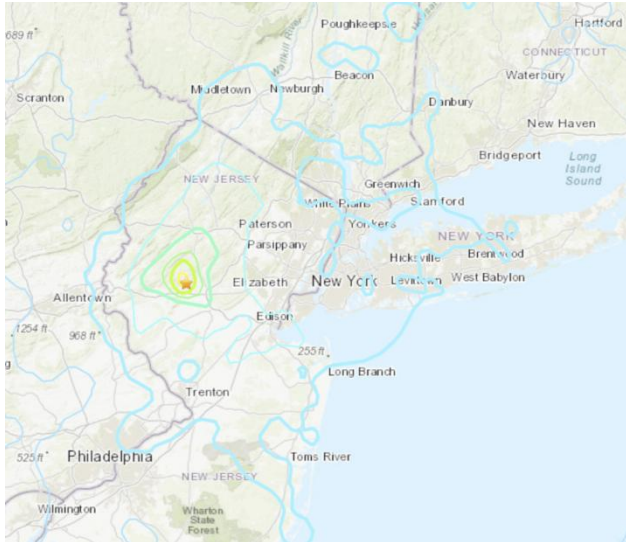 Poughkeepsie
Hartford
689 ft
CONNECTICUT
Wallkill River
Beacon
Waterbury
Scranton
Middletown
Newburgh
Danbury
New Haven
Bridgeport
Long
Island
Sound
NEW JERSEY
Greenwich
White Plains
Stamford
Paterson
Yonkers
NEW YORK
Parsippany
Hicksville
Brentwood
Elizabeth
New York
Levittown
West Babylon
Allentown
Edison
1254 ft
968 ft
255 ft
Long Branch
Trenton
525 ft
Philadelphia
Toms River
NEW JERSEY
Wilmington
Wharton
State
Forest